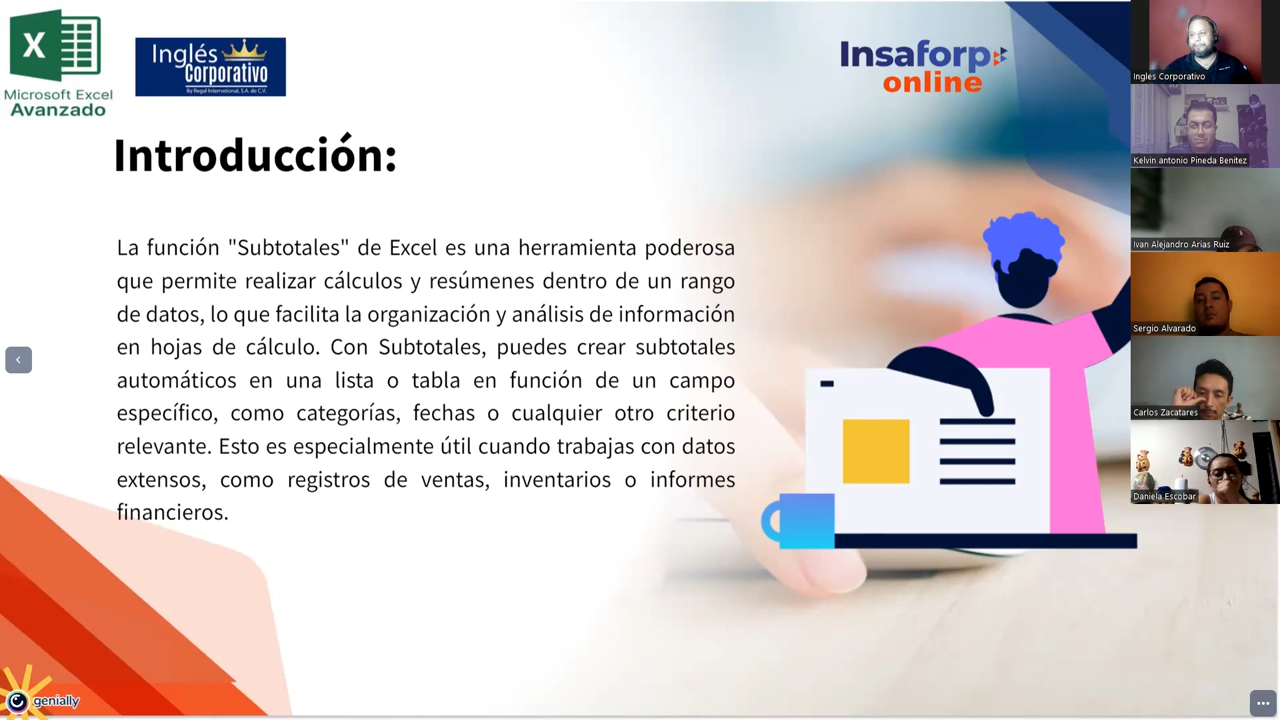 X
Microsoft Excel
Avanzado
Inglés
Corporativo
By Regal International, S.A. de C.V.
Insaforp
online
Introducción:
La función "Subtotales" de Excel es una herramienta poderosa
que permite realizar cálculos y resúmenes dentro de un rango
de datos, lo que facilita la organización y análisis de información
en hojas de cálculo. Con Subtotales, puedes crear subtotales
automáticos en una lista o tabla en función de un campo
específico, como categorías, fechas o cualquier otro criterio
relevante. Esto es especialmente útil cuando trabajas con datos
extensos, como registros de ventas, inventarios o informes
financieros.
genially
Ingles Corporativo
Kelvin antonio Pineda Benitez
Ivan Alejandro Arias Ruiz
Sergio Alvarado
Carlos Zacatares
Daniela Escobar